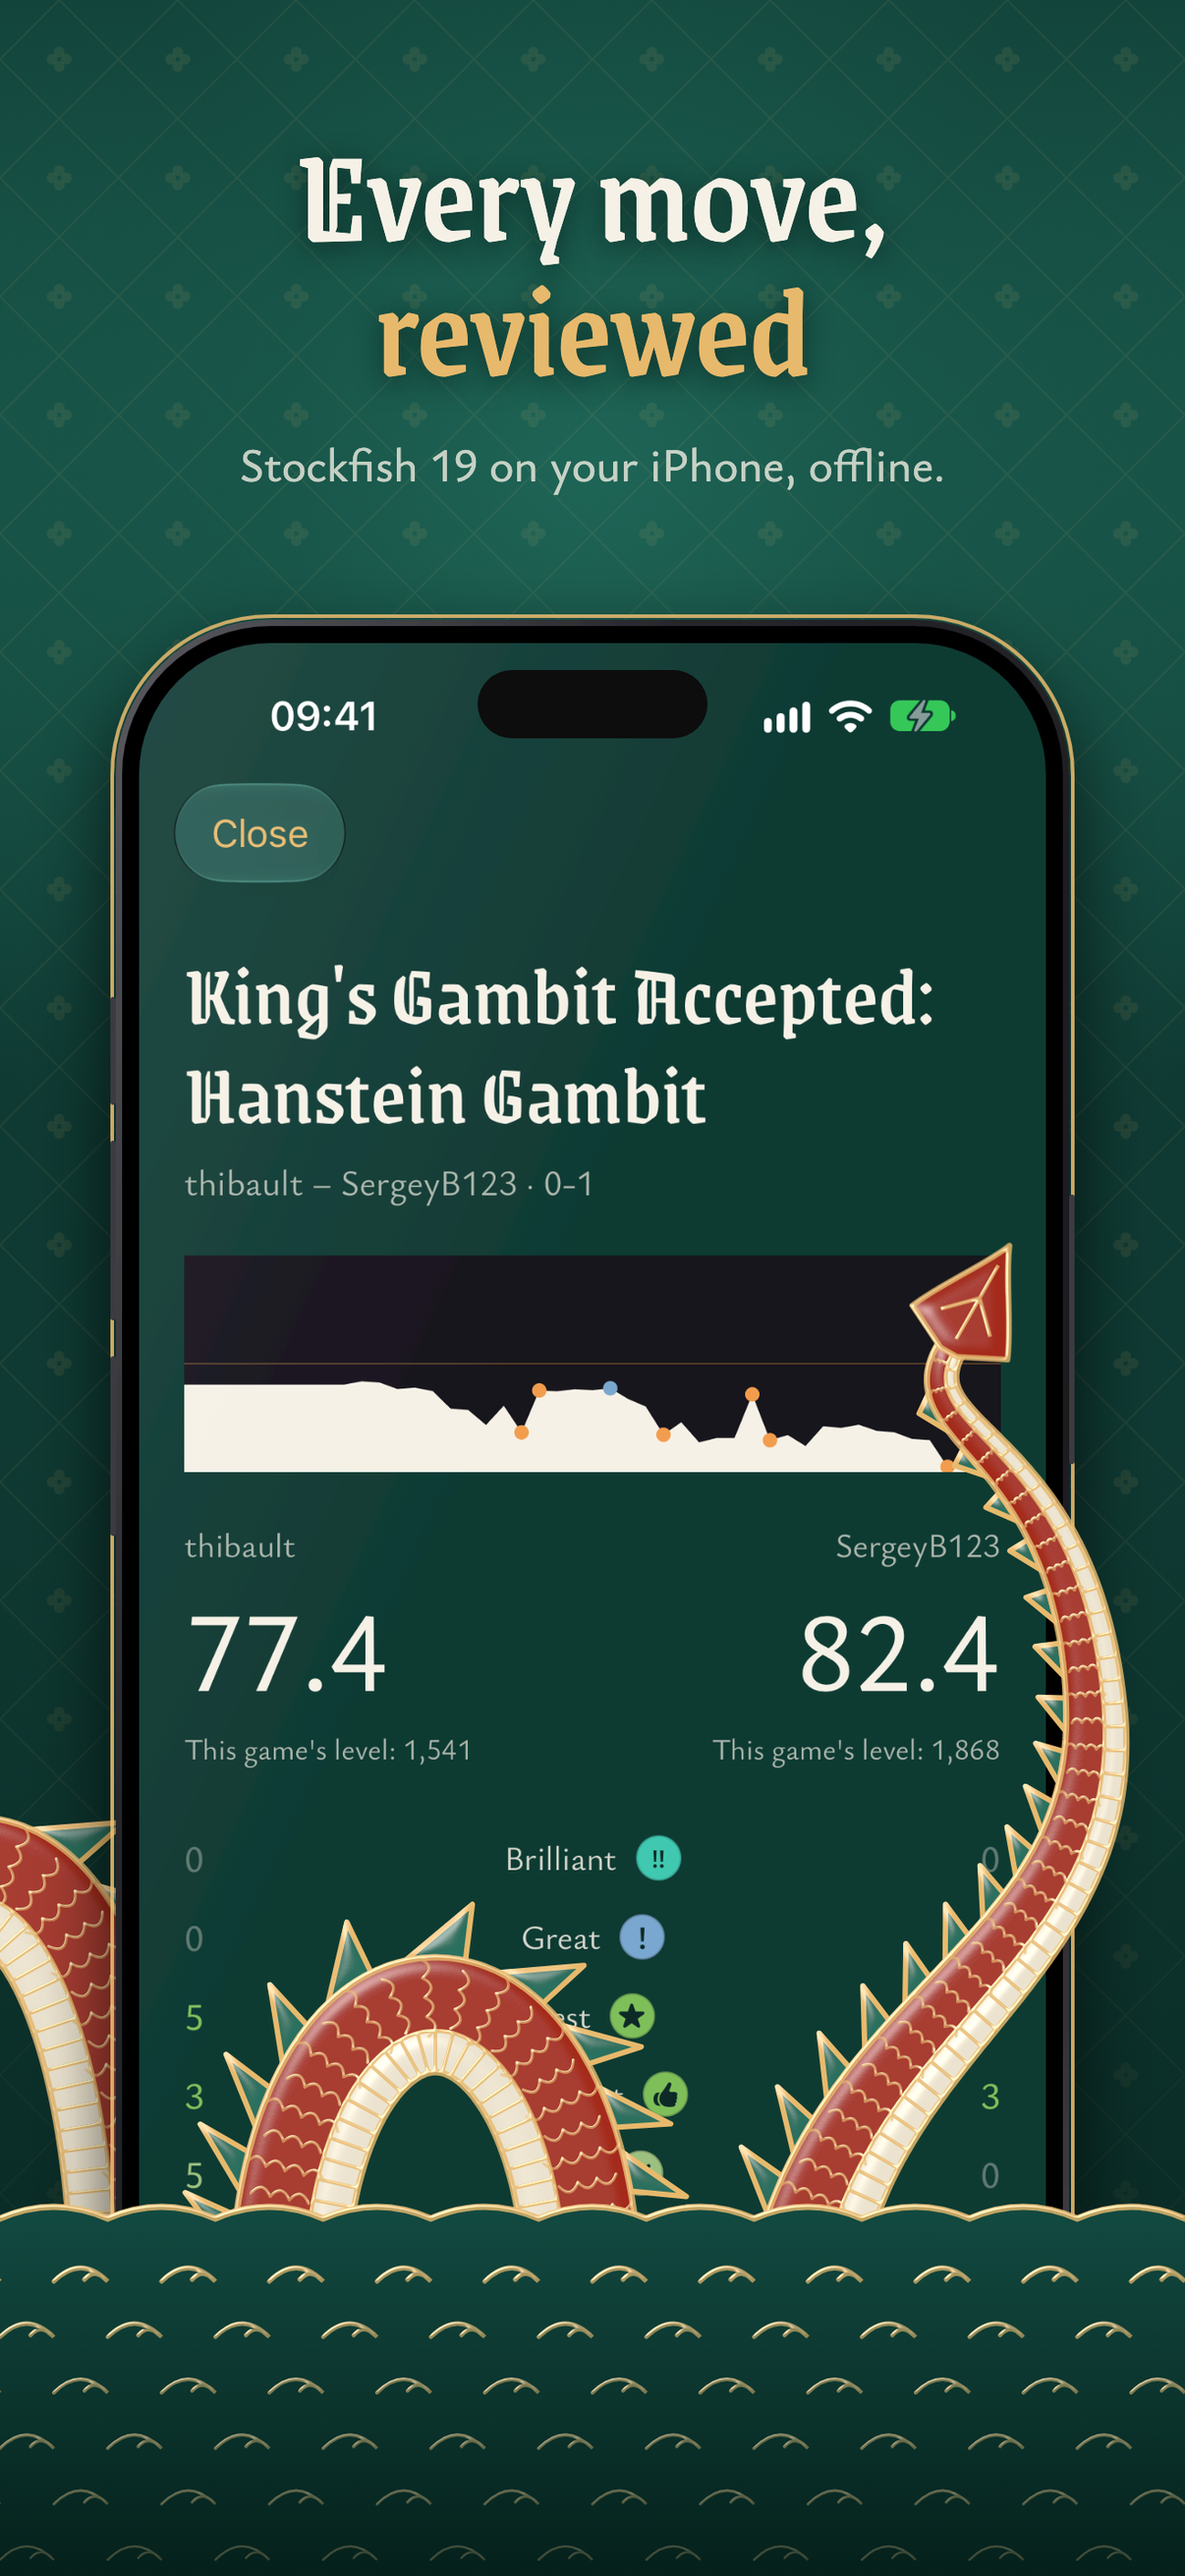 Every move,
reviewed
Stockfish 19 on your iPhone, offline.
09:41
Close
King's Gambit Accepted:
Hanstein Gambit
thibault – SergeyB123 · 0-1
thibault SergeyB123
77.4 82.4
This game's level: 1,541 This game's level: 1,868
0 Brilliant !! 0
0 Great !
5
3 3
5 0